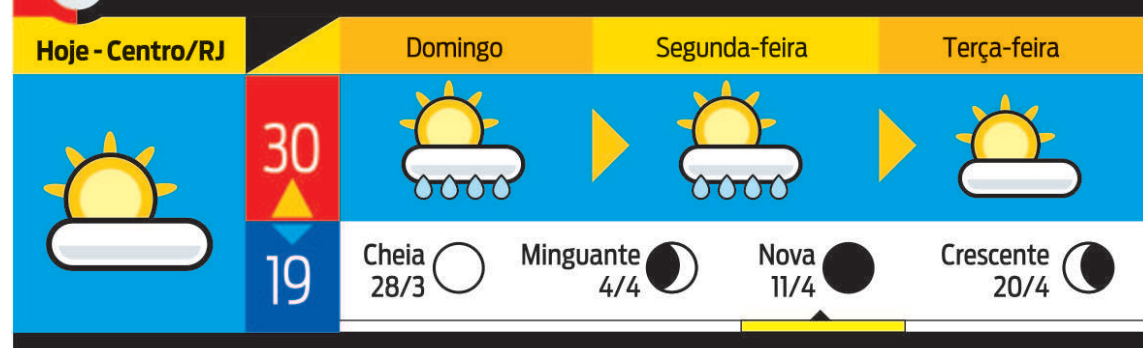 Hoje - Centro/RJ
Domingo
Segunda-feira
Terça-feira
30
19
Cheia
28/3
Minguante
4/4
Nova
11/4
Crescente
20/4